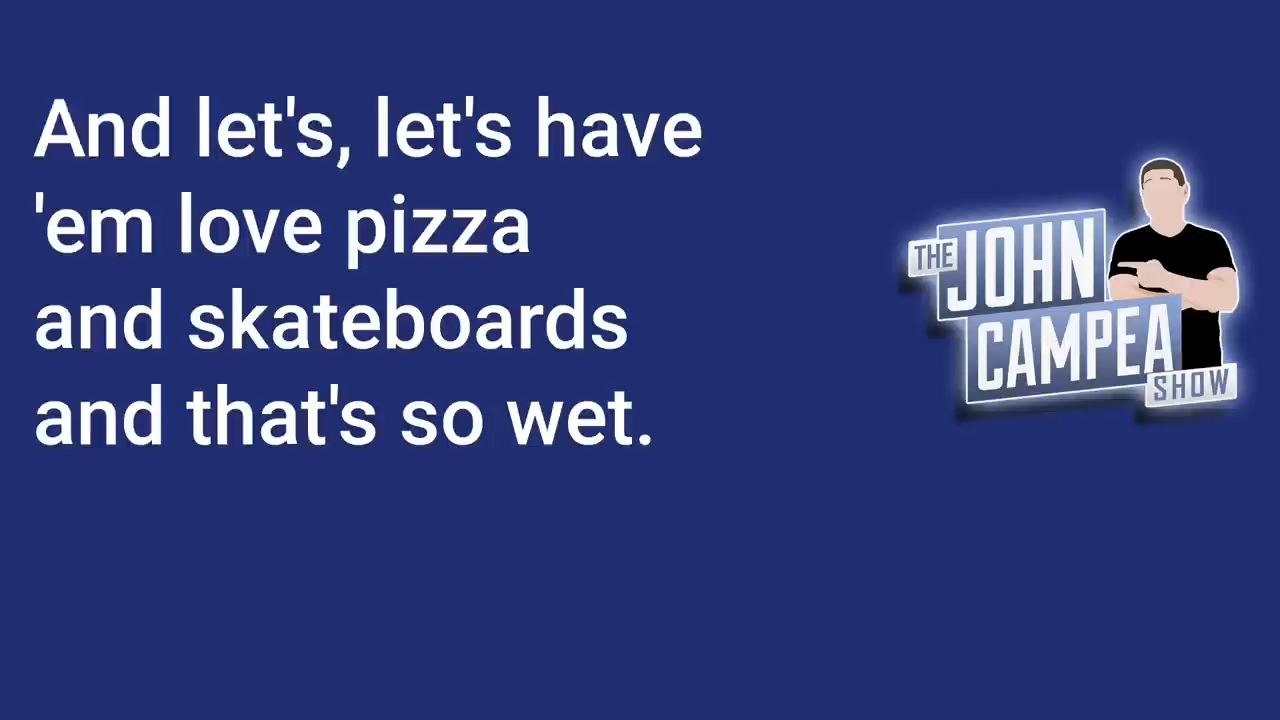 And let's, let's have
'em love pizza
and skateboards
and that's so wet.
THE
JOHN
CAMPEA
SHOW